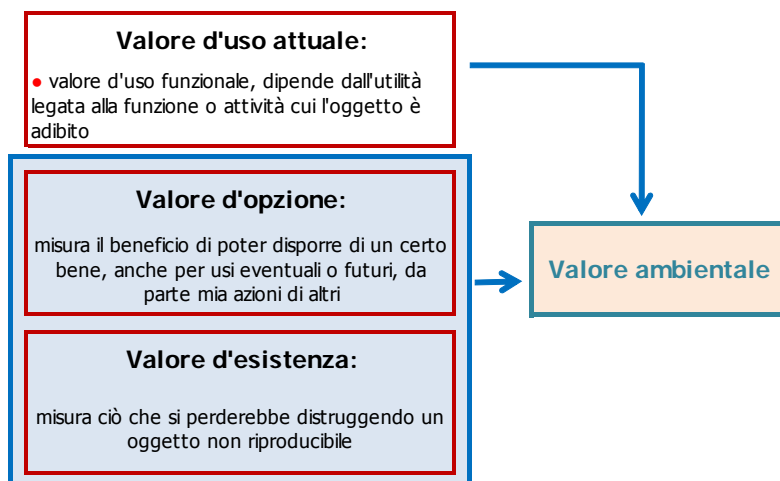 Valore d'uso attuale:
● valore d'uso funzionale, dipende dall'utilità
legata alla funzione o attività cui l'oggetto è
adibito
Valore d'opzione:
misura il beneficio di poter disporre di un certo
bene, anche per usi eventuali o futuri, da
parte mia azioni di altri
Valore ambientale
Valore d'esistenza:
misura ciò che si perderebbe distruggendo un
oggetto non riproducibile